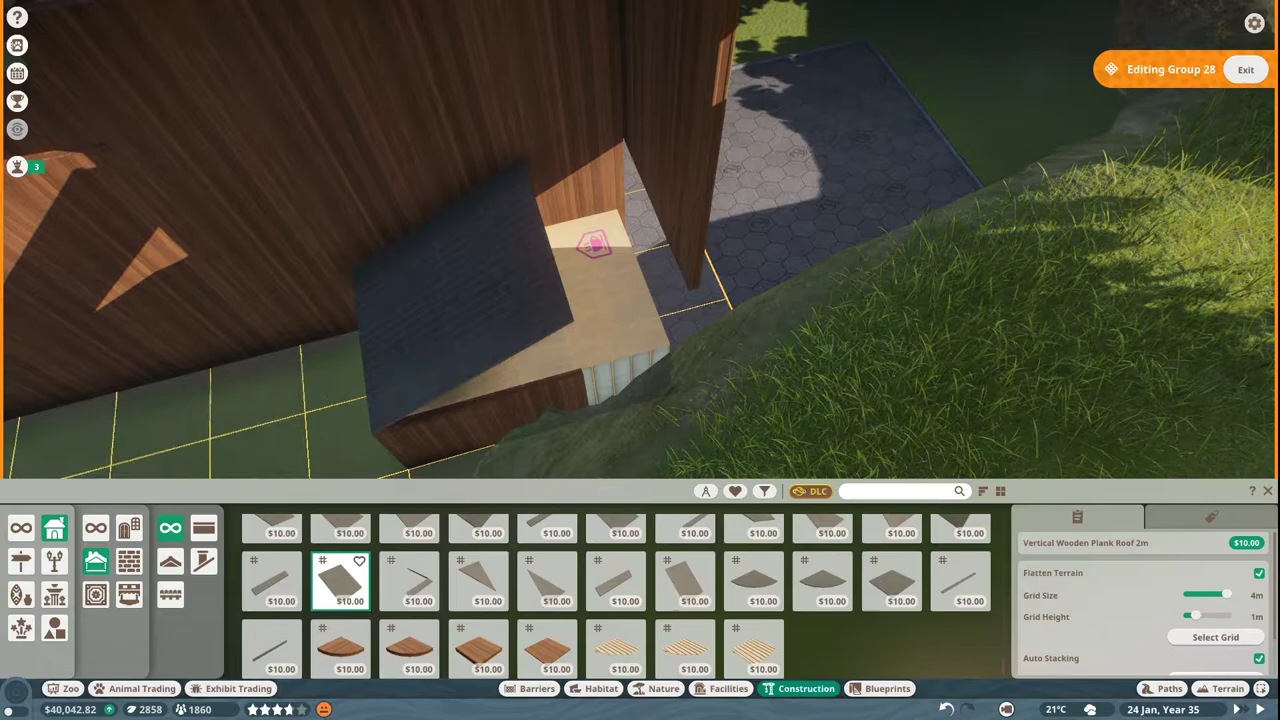 ?
Editing Group 28
Exit
3
DLC
?
$10.00 $10.00 $10.00 $10.00 $10.00 $10.00 $10.00 $10.00 $10.00 $10.00 $10.00
$10.00 $10.00 $10.00 $10.00 $10.00 $10.00 $10.00 $10.00 $10.00 $10.00 $10.00
$10.00 $10.00 $10.00 $10.00 $10.00 $10.00 $10.00 $10.00
Vertical Wooden Plank Roof 2m $10.00
Flatten Terrain
Grid Size 4m
Grid Height 1m
Select Grid
Auto Stacking
Zoo Animal Trading Exhibit Trading Barriers Habitat Nature Facilities Construction Blueprints Paths Terrain
$40,042.82 2858 1860 21°C 24 Jan, Year 35